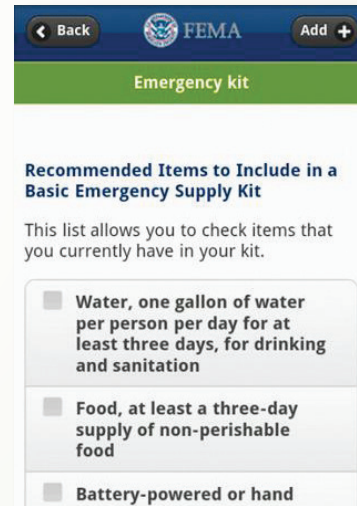 Back FEMA Add +
Emergency kit
Recommended Items to Include in a
Basic Emergency Supply Kit
This list allows you to check items that
you currently have in your kit.
Water, one gallon of water
per person per day for at
least three days, for drinking
and sanitation
Food, at least a three-day
supply of non-perishable
food
Battery-powered or hand